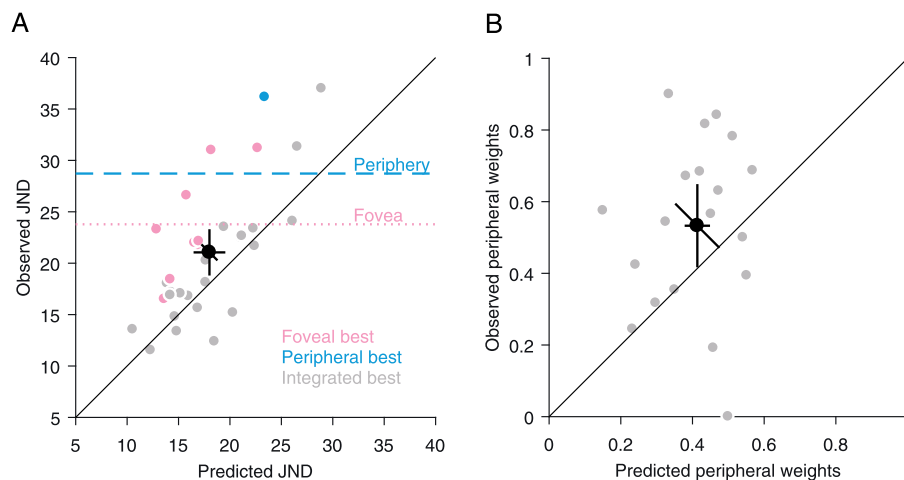 A
Observed JND
40
35
30
25
20
15
10
5
5 10 15 20 25 30 35 40
Predicted JND
Periphery
Fovea
Foveal best
Peripheral best
Integrated best
B
Observed peripheral weights
1
0.8
0.6
0.4
0.2
0
0 0.2 0.4 0.6 0.8
Predicted peripheral weights